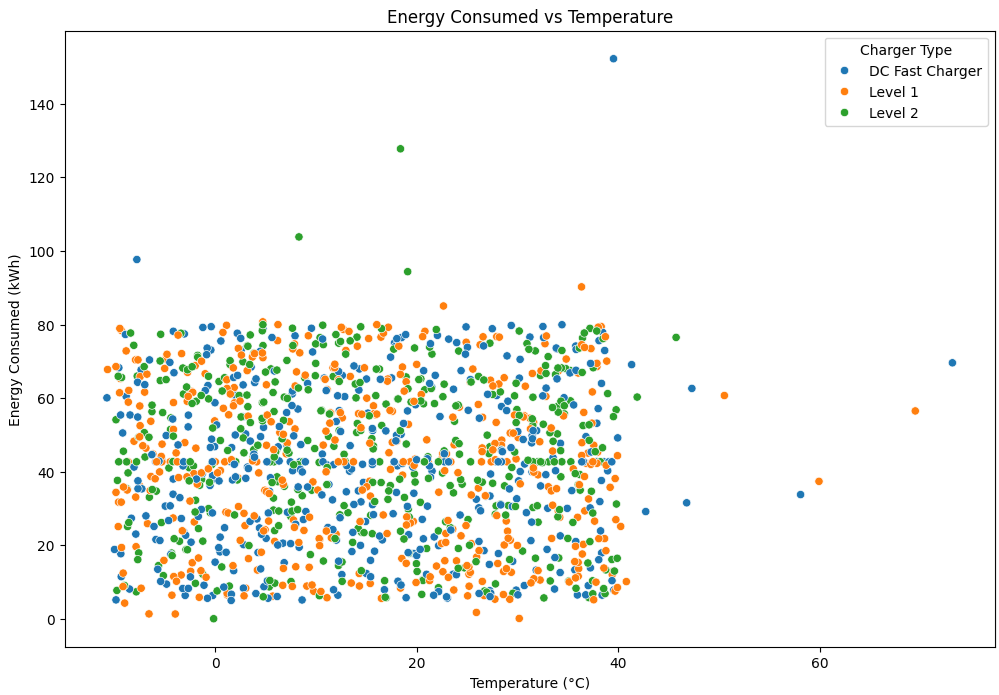 Energy Consumed vs Temperature
Charger Type
DC Fast Charger
Level 1
Level 2
Energy Consumed (kWh)
140
120
100
80
60
40
20
0
0 20 40 60
Temperature (°C)